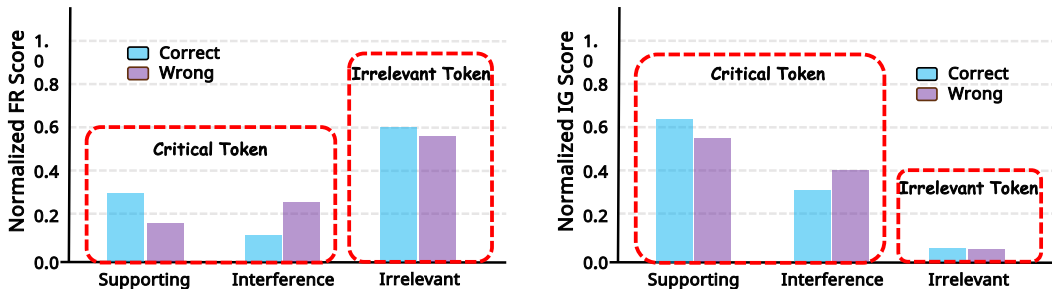 Normalized FR Score
1.
0
0.8
0.6
0.4
0.2
0.0
Correct
Wrong
Critical Token
Irrelevant Token
Supporting
Interference
Irrelevant
Normalized IG Score
1.
0
0.8
0.6
0.4
0.2
0.0
Critical Token
Correct
Wrong
Irrelevant Token
Supporting
Interference
Irrelevant